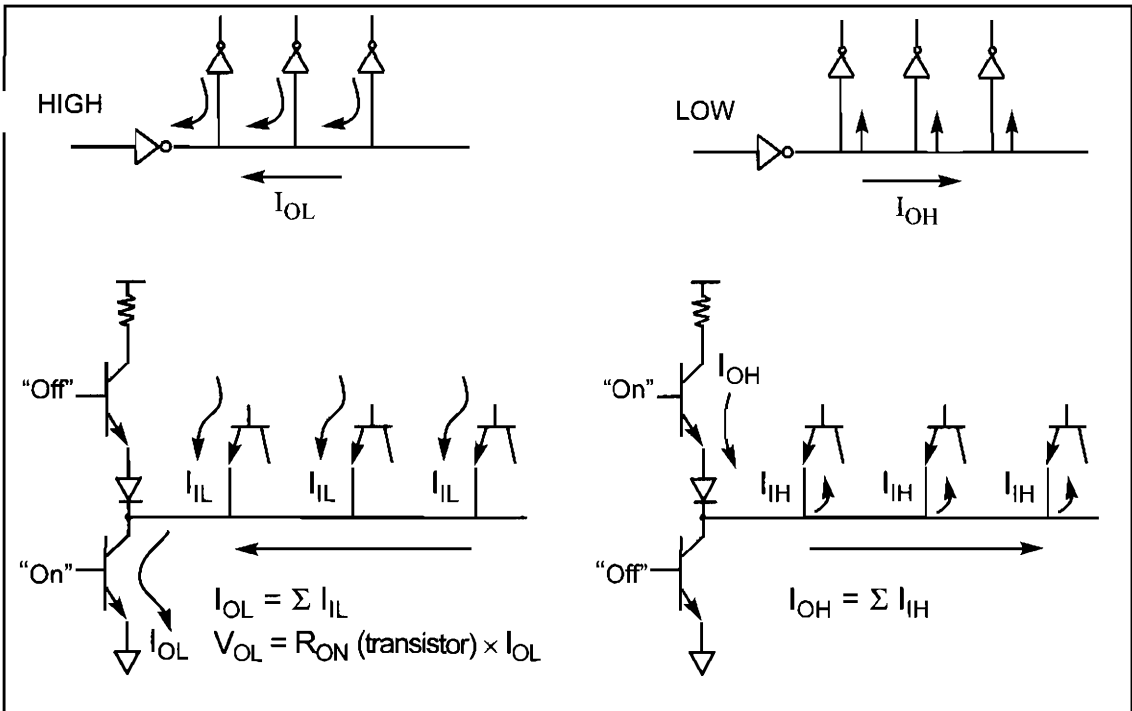 HIGH
I_OL
LOW
I_OH
“Off”
I_IL I_IL I_IL
“On”
I_OL
I_OL = Σ I_IL
V_OL = R_ON (transistor) × I_OL
“On”
I_OH
I_IH I_IH I_IH
“Off”
I_OH = Σ I_IH